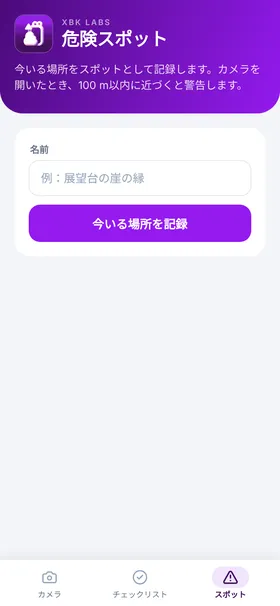 XBK LABS
危険スポット
今いる場所をスポットとして記録します。カメラを
開いたとき、100 m以内に近づくと警告します。
名前
例：展望台の崖の縁
今いる場所を記録
カメラ
チェックリスト
スポット